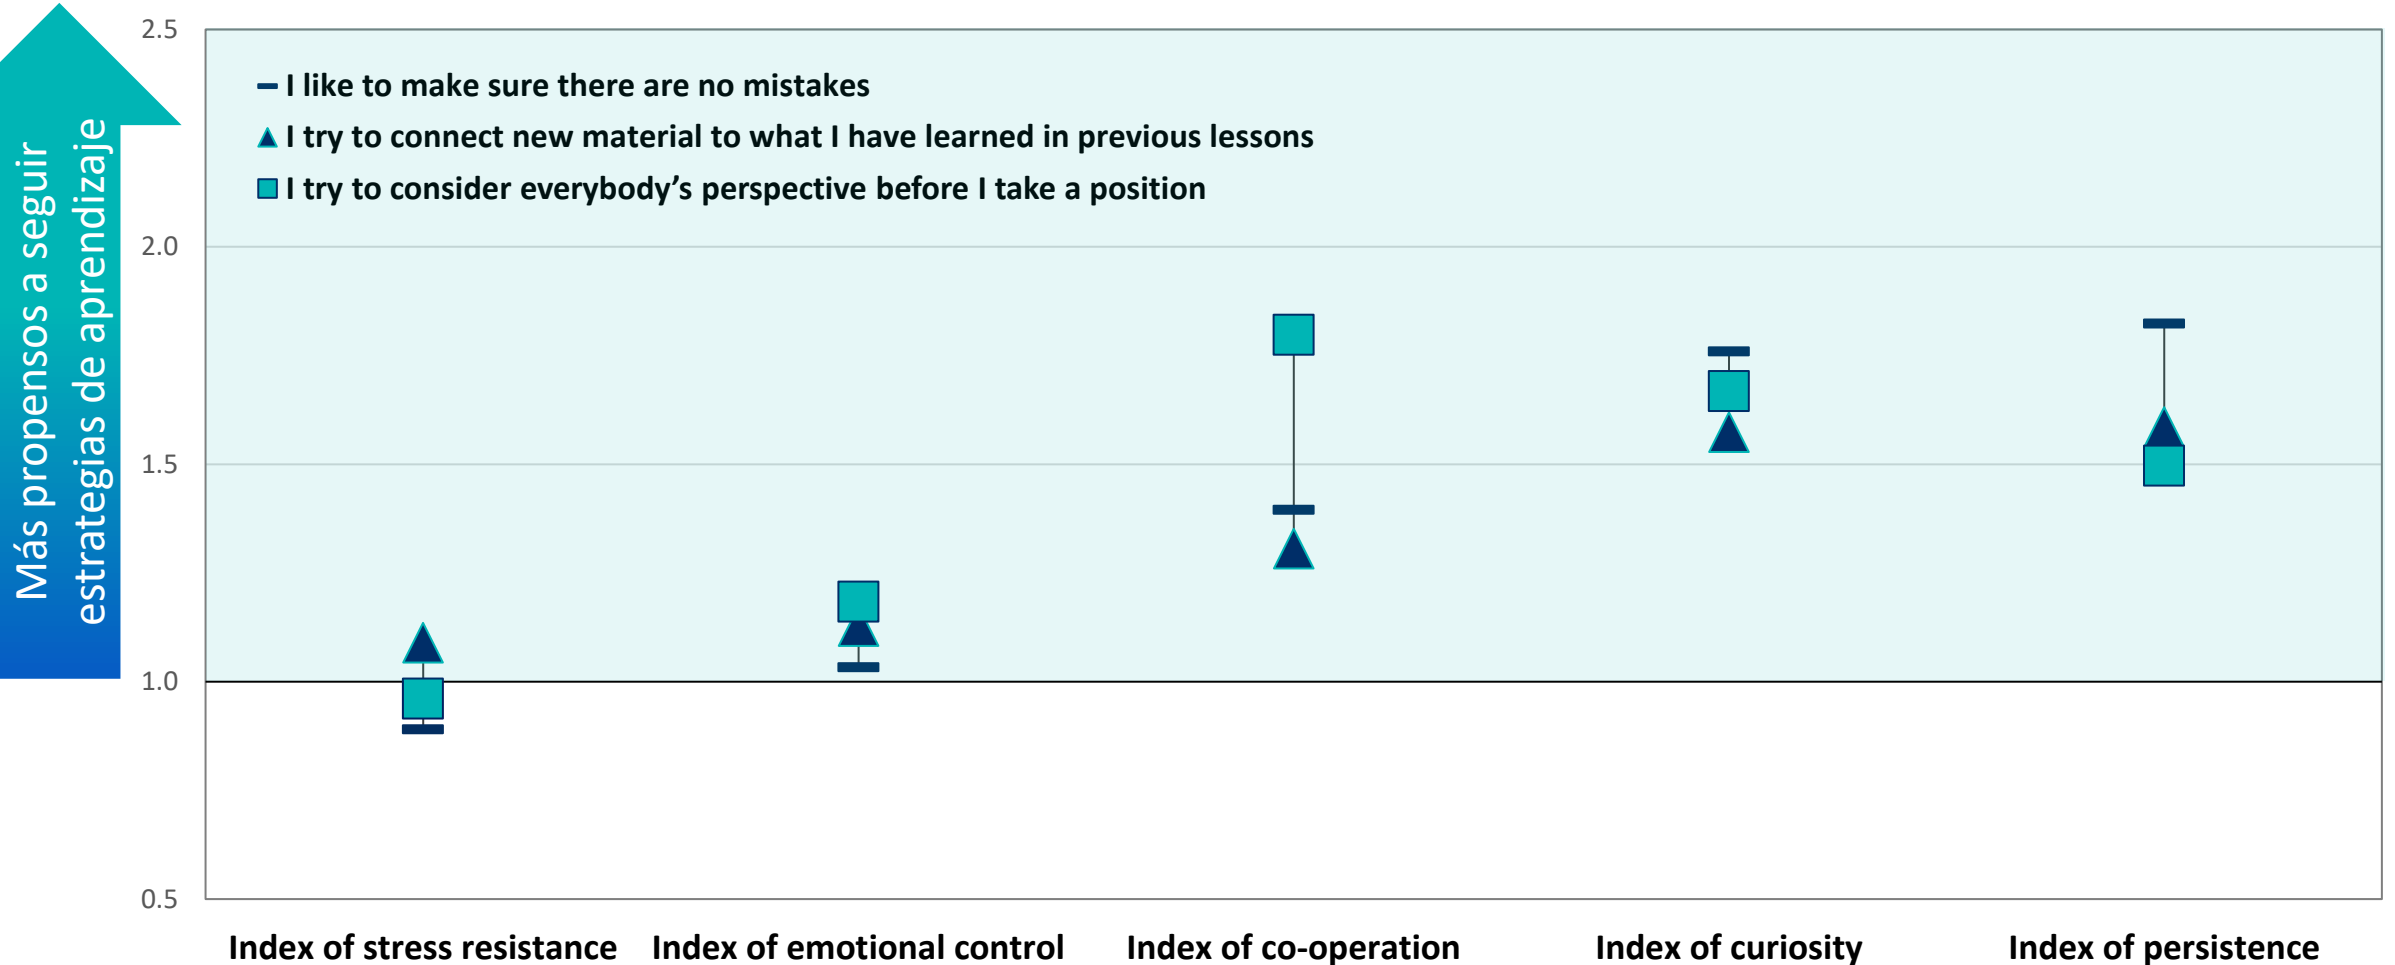 Más propensos a seguir
estrategias de aprendizaje
2.5
2.0
1.5
1.0
0.5
I like to make sure there are no mistakes
I try to connect new material to what I have learned in previous lessons
I try to consider everybody’s perspective before I take a position
Index of stress resistance
Index of emotional control
Index of co-operation
Index of curiosity
Index of persistence